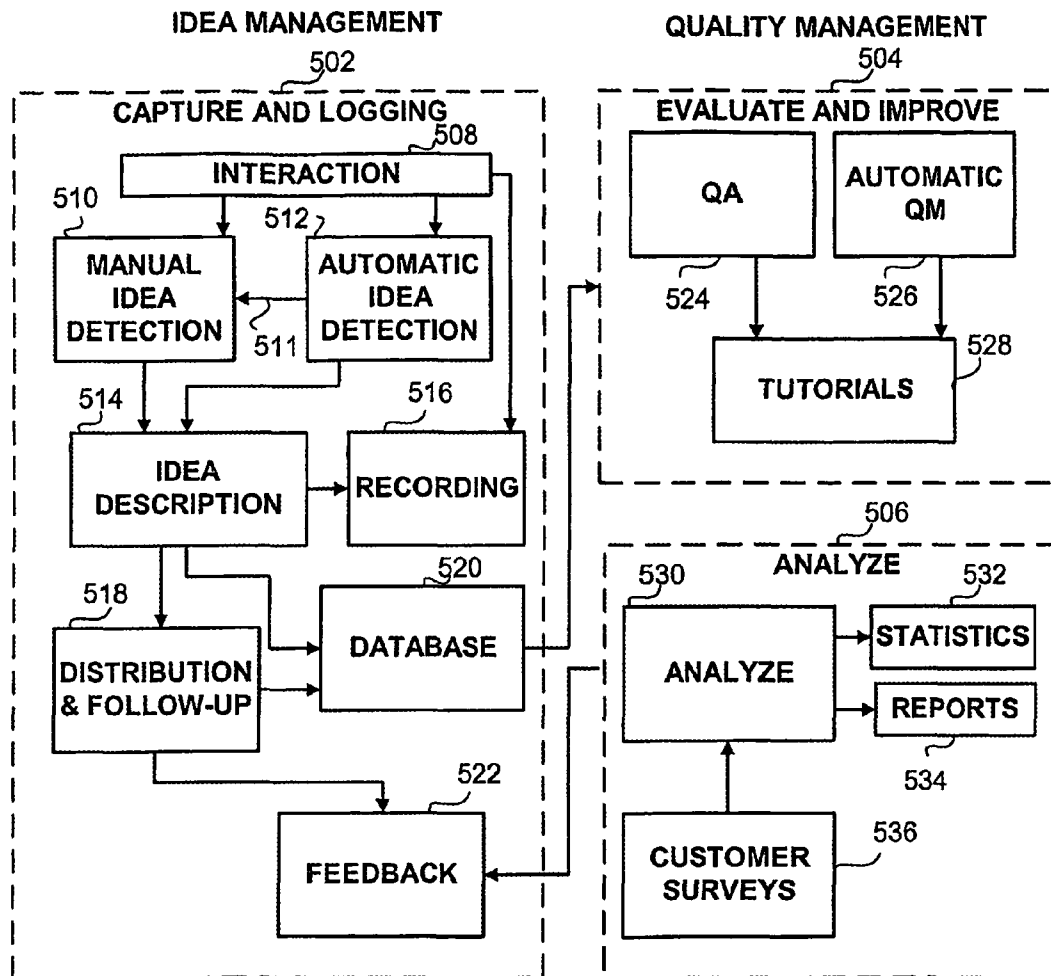 IDEA MANAGEMENT
502
CAPTURE AND LOGGING
508
INTERACTION
510
512
MANUAL
IDEA
DETECTION
AUTOMATIC
IDEA
DETECTION
511
514
516
IDEA
DESCRIPTION
RECORDING
518
520
DISTRIBUTION
& FOLLOW-UP
DATABASE
522
FEEDBACK
QUALITY MANAGEMENT
504
EVALUATE AND IMPROVE
QA
AUTOMATIC
QM
524
526
528
TUTORIALS
506
ANALYZE
530
532
ANALYZE
STATISTICS
REPORTS
534
536
CUSTOMER
SURVEYS